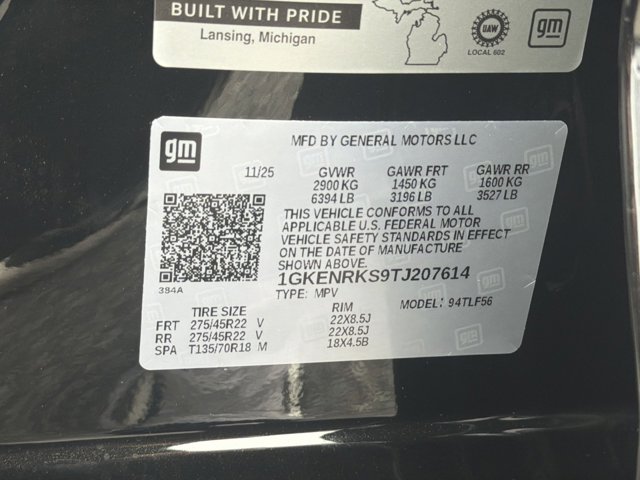 BUILT WITH PRIDE
Lansing, Michigan
UAW
LOCAL 602
gm
gm
MFD BY GENERAL MOTORS LLC
11/25 GVWR GAWR FRT GAWR RR
2900 KG 1450 KG 1600 KG
6394 LB 3196 LB 3527 LB
THIS VEHICLE CONFORMS TO ALL
APPLICABLE U.S. FEDERAL MOTOR
VEHICLE SAFETY STANDARDS IN EFFECT
ON THE DATE OF MANUFACTURE
SHOWN ABOVE.
384A
1GKENRKS9TJ207614
TYPE: MPV MODEL: 94TLF56
TIRE SIZE RIM
FRT 275/45R22 V 22X8.5J
RR 275/45R22 V 22X8.5J
SPA T135/70R18 M 18X4.5B